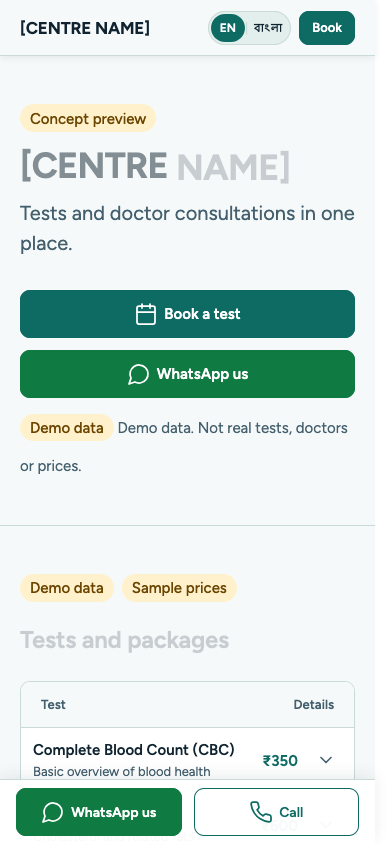 [CENTRE NAME]
EN
বাংলা
Book
Concept preview
[CENTRE NAME]
Tests and doctor consultations in one
place.
Book a test
WhatsApp us
Demo data Demo data. Not real tests, doctors
or prices.
Demo data
Sample prices
Tests and packages
Test
Details
Complete Blood Count (CBC)
₹350
Basic overview of blood health
WhatsApp us
Call